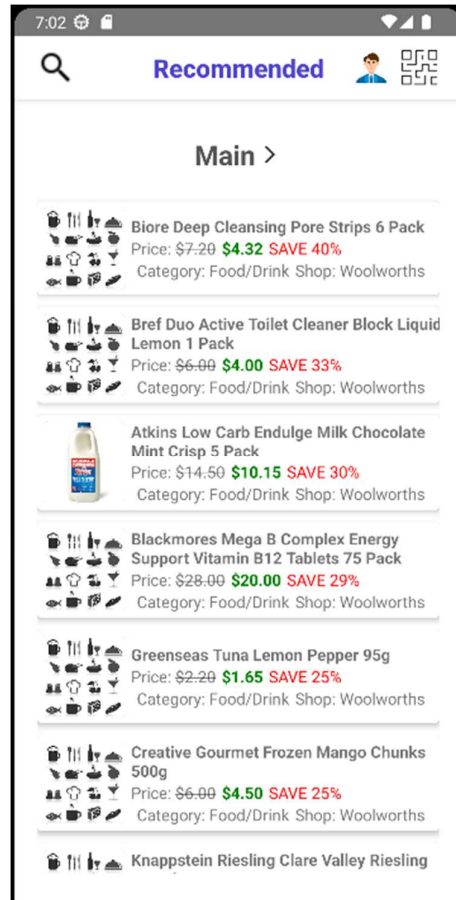 7:02
Recommended
Main >
Biore Deep Cleansing Pore Strips 6 Pack
Price: $7.20 $4.32 SAVE 40%
Category: Food/Drink Shop: Woolworths
Bref Duo Active Toilet Cleaner Block Liquid
Lemon 1 Pack
Price: $6.00 $4.00 SAVE 33%
Category: Food/Drink Shop: Woolworths
Atkins Low Carb Endulge Milk Chocolate
Mint Crisp 5 Pack
Price: $14.50 $10.15 SAVE 30%
Category: Food/Drink Shop: Woolworths
Blackmores Mega B Complex Energy
Support Vitamin B12 Tablets 75 Pack
Price: $28.00 $20.00 SAVE 29%
Category: Food/Drink Shop: Woolworths
Greenseas Tuna Lemon Pepper 95g
Price: $2.20 $1.65 SAVE 25%
Category: Food/Drink Shop: Woolworths
Creative Gourmet Frozen Mango Chunks
500g
Price: $6.00 $4.50 SAVE 25%
Category: Food/Drink Shop: Woolworths
Knappstein Riesling Clare Valley Riesling